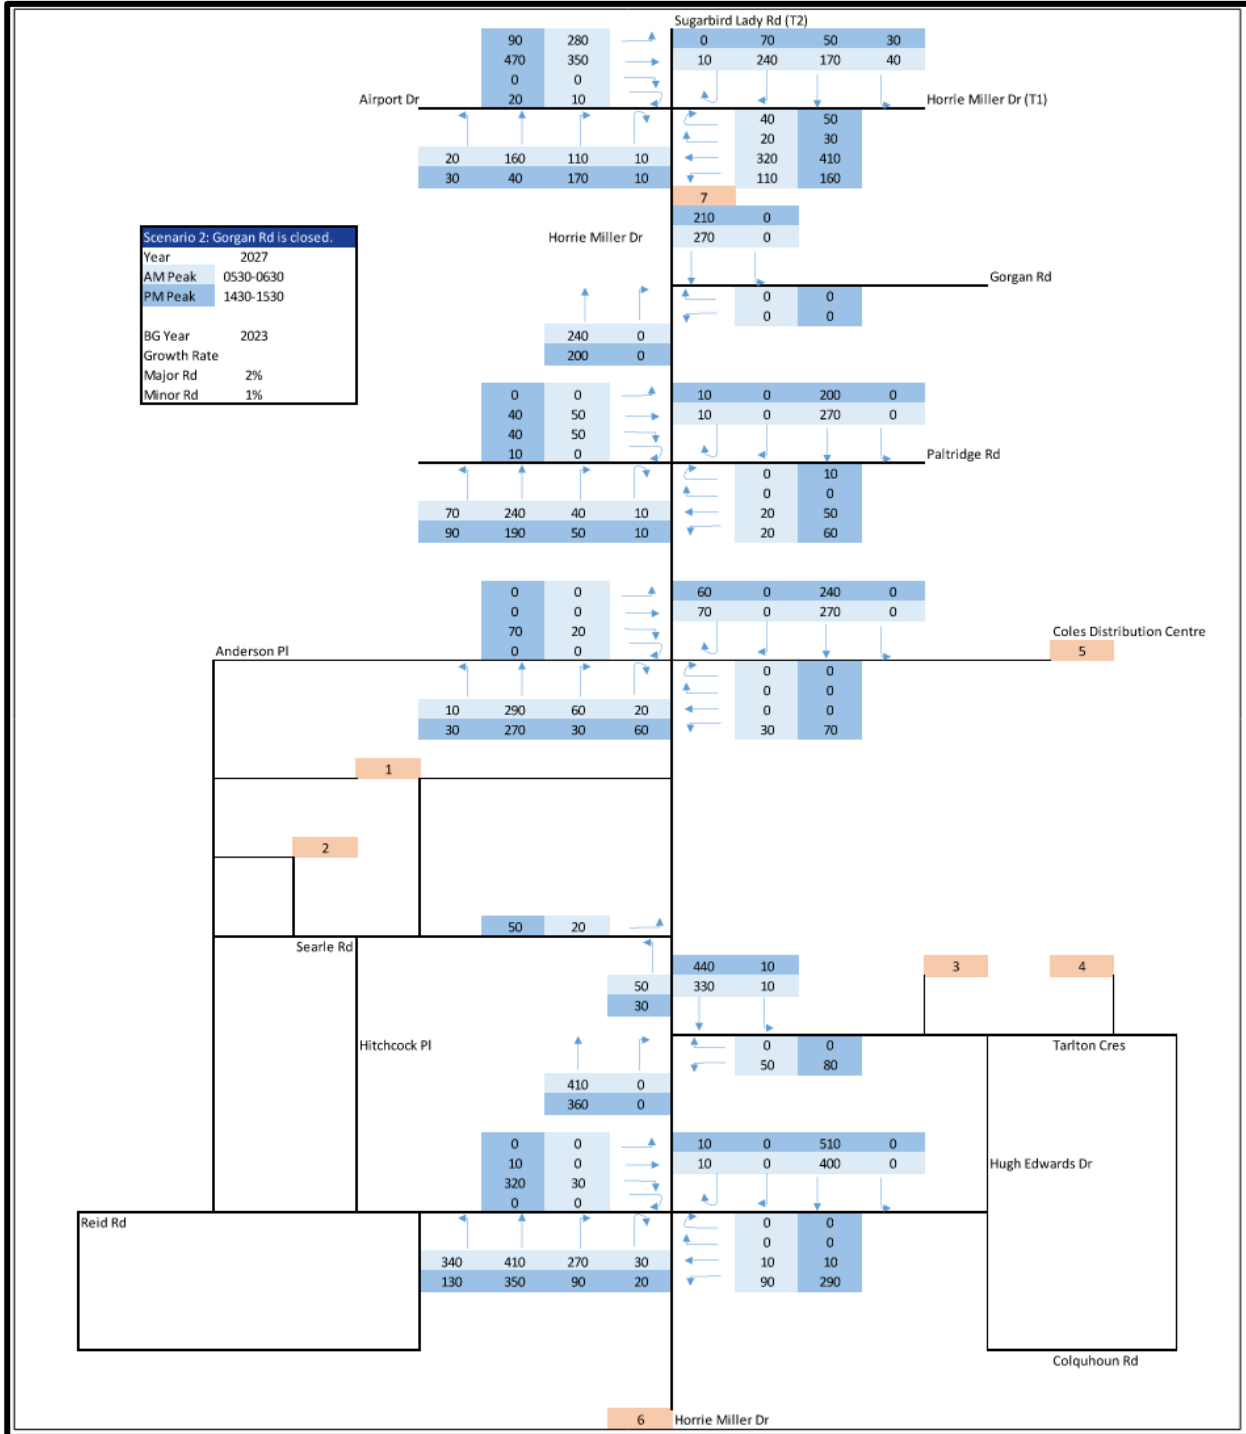 Sugarbird Lady Rd (T2)
90 280 0 70 50 30
470 350 10 240 170 40
0 0
Airport Dr 20 10 Horrie Miller Dr (T1)
40 50
20 30
20 160 110 10 320 410
30 40 170 10 110 160
7
210 0
Scenario 2: Gorgan Rd is closed. Horrie Miller Dr 270 0
Year 2027
AM Peak 0530-0630 Gorgan Rd
PM Peak 1430-1530 0 0
0 0
BG Year 2023 240 0
Growth Rate 200 0
Major Rd 2%
Minor Rd 1% 0 0 10 0 200 0
40 50 10 0 270 0
40 50
10 0 Paltridge Rd
0 10
0 0
70 240 40 10 20 50
90 190 50 10 20 60
0 0 60 0 240 0
0 0 70 0 270 0
70 20 Coles Distribution Centre
Anderson Pl 0 0 5
0 0
0 0
10 290 60 20 0 0
30 270 30 60 30 70
1
2
50 20
Searle Rd
440 10 3 4
50 330 10
30
Hitchcock Pl 0 0 Tarlton Cres
50 80
410 0
360 0
0 0 10 0 510 0
10 0 10 0 400 0 Hugh Edwards Dr
320 30
0 0
Reid Rd 0 0
0 0
340 410 270 30 10 10
130 350 90 20 90 290
Colquhoun Rd
6 Horrie Miller Dr